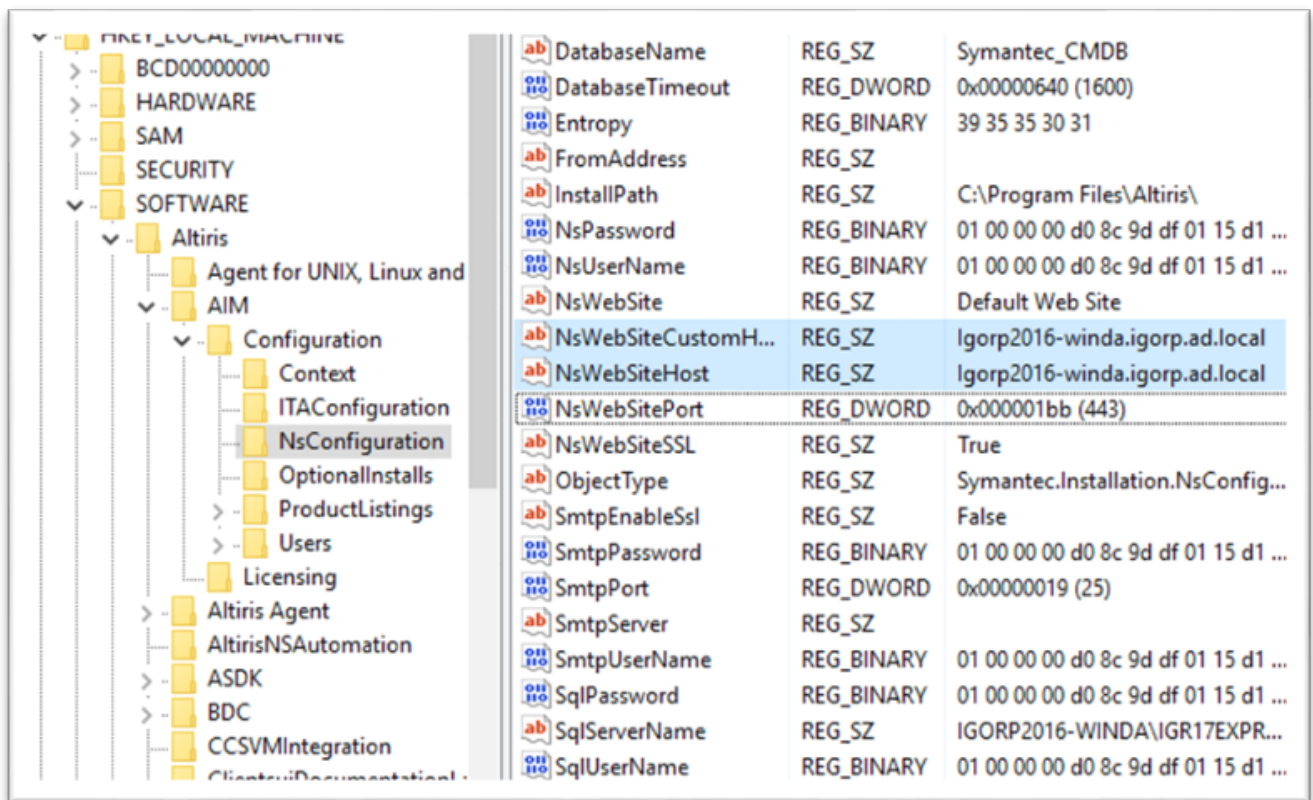 HKEY_LOCAL_MACHINE
BCD00000000
HARDWARE
SAM
SECURITY
SOFTWARE
Altiris
Agent for UNIX, Linux and
AIM
Configuration
Context
ITAConfiguration
NsConfiguration
OptionalInstalls
ProductListings
Users
Licensing
Altiris Agent
AltirisNSAutomation
ASDK
BDC
CCSVMIntegration
DatabaseName REG_SZ Symantec_CMDB
DatabaseTimeout REG_DWORD 0x00000640 (1600)
Entropy REG_BINARY 39 35 35 30 31
FromAddress REG_SZ
InstallPath REG_SZ C:\Program Files\Altiris\
NsPassword REG_BINARY 01 00 00 00 d0 8c 9d df 01 15 d1 ...
NsUserName REG_BINARY 01 00 00 00 d0 8c 9d df 01 15 d1 ...
NsWebSite REG_SZ Default Web Site
NsWebSiteCustomH... REG_SZ Igorp2016-winda.igorp.ad.local
NsWebSiteHost REG_SZ Igorp2016-winda.igorp.ad.local
NsWebSitePort REG_DWORD 0x000001bb (443)
NsWebSiteSSL REG_SZ True
ObjectType REG_SZ Symantec.Installation.NsConfig...
SmtpEnableSsl REG_SZ False
SmtpPassword REG_BINARY 01 00 00 00 d0 8c 9d df 01 15 d1 ...
SmtpPort REG_DWORD 0x00000019 (25)
SmtpServer REG_SZ
SmtpUserName REG_BINARY 01 00 00 00 d0 8c 9d df 01 15 d1 ...
SqlPassword REG_BINARY 01 00 00 00 d0 8c 9d df 01 15 d1 ...
SqlServerName REG_SZ IGORP2016-WINDA\IGR17EXPR...
SqlUserName REG_BINARY 01 00 00 00 d0 8c 9d df 01 15 d1 ...